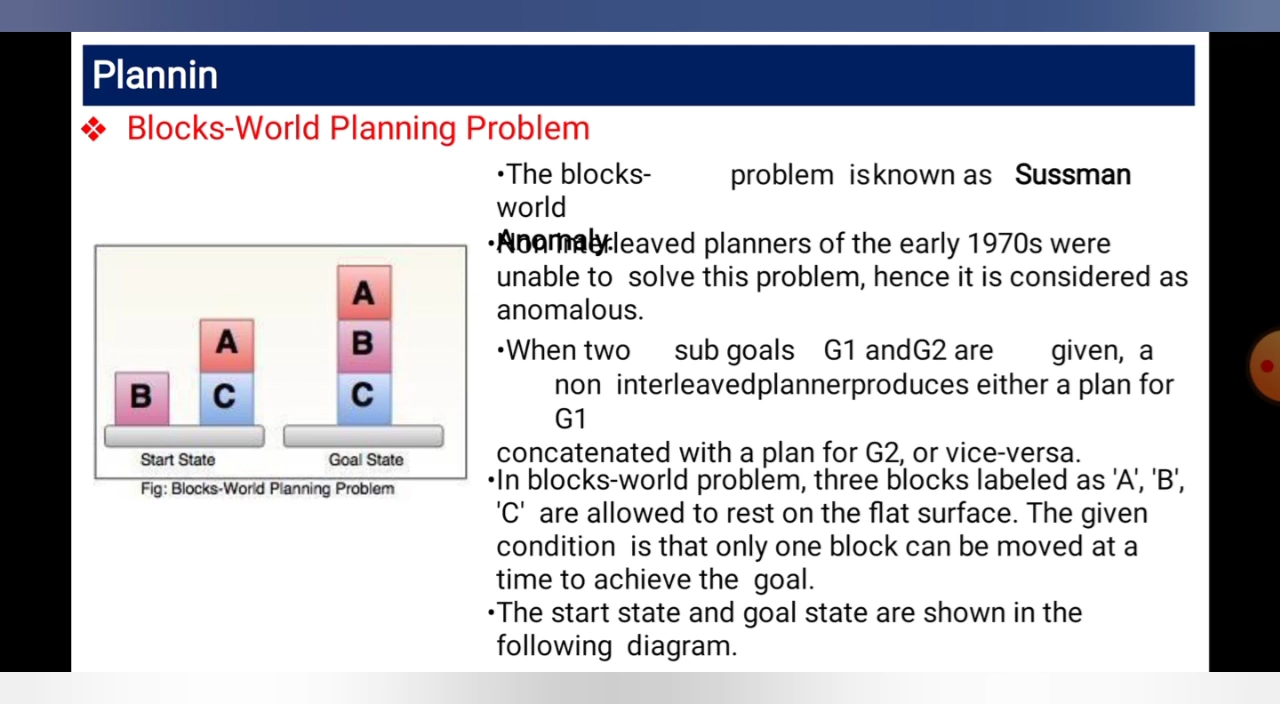 Plannin
❖ Blocks-World Planning Problem
•The blocks- problem is known as Sussman
world
Anomaly.
•Non Interleaved planners of the early 1970s were
unable to solve this problem, hence it is considered as
anomalous.
•When two sub goals G1 andG2 are given, a
non interleavedplannerproduces either a plan for
G1
concatenated with a plan for G2, or vice-versa.
•In blocks-world problem, three blocks labeled as 'A', 'B',
'C' are allowed to rest on the flat surface. The given
condition is that only one block can be moved at a
time to achieve the goal.
•The start state and goal state are shown in the
following diagram.
A
A B
B C C
Start State Goal State
Fig: Blocks-World Planning Problem